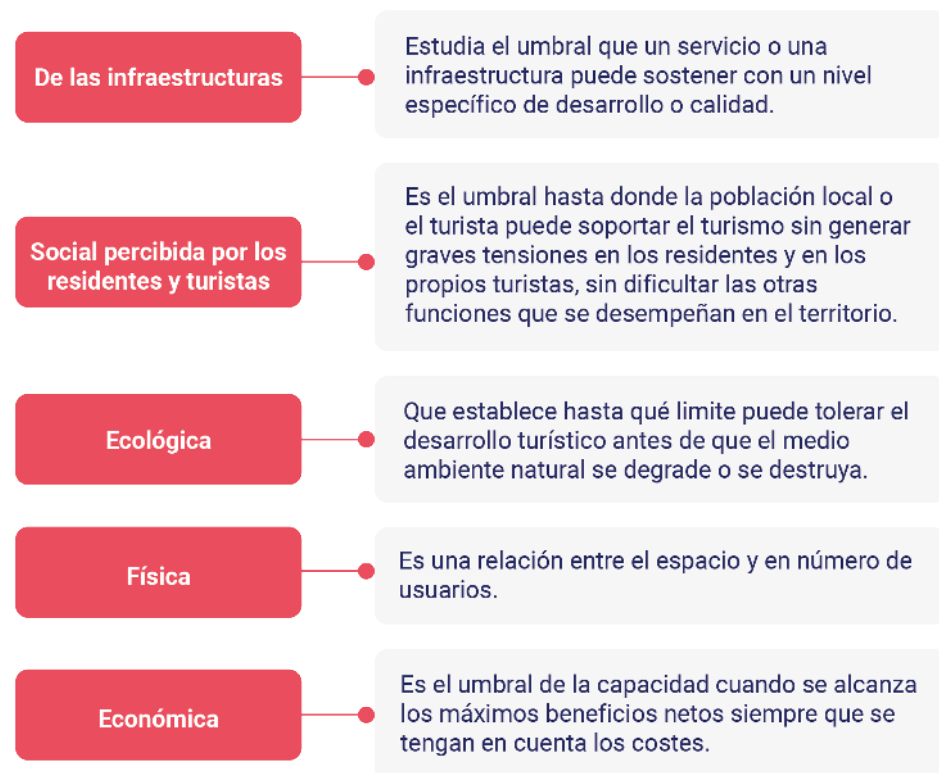 De las infraestructuras
Estudia el umbral que un servicio o una
infraestructura puede sostener con un nivel
específico de desarrollo o calidad.
Social percibida por los
residentes y turistas
Es el umbral hasta donde la población local o
el turista puede soportar el turismo sin generar
graves tensiones en los residentes y en los
propios turistas, sin dificultar las otras
funciones que se desempeñan en el territorio.
Ecológica
Que establece hasta qué limite puede tolerar el
desarrollo turístico antes de que el medio
ambiente natural se degrade o se destruya.
Física
Es una relación entre el espacio y en número de
usuarios.
Económica
Es el umbral de la capacidad cuando se alcanza
los máximos beneficios netos siempre que se
tengan en cuenta los costes.